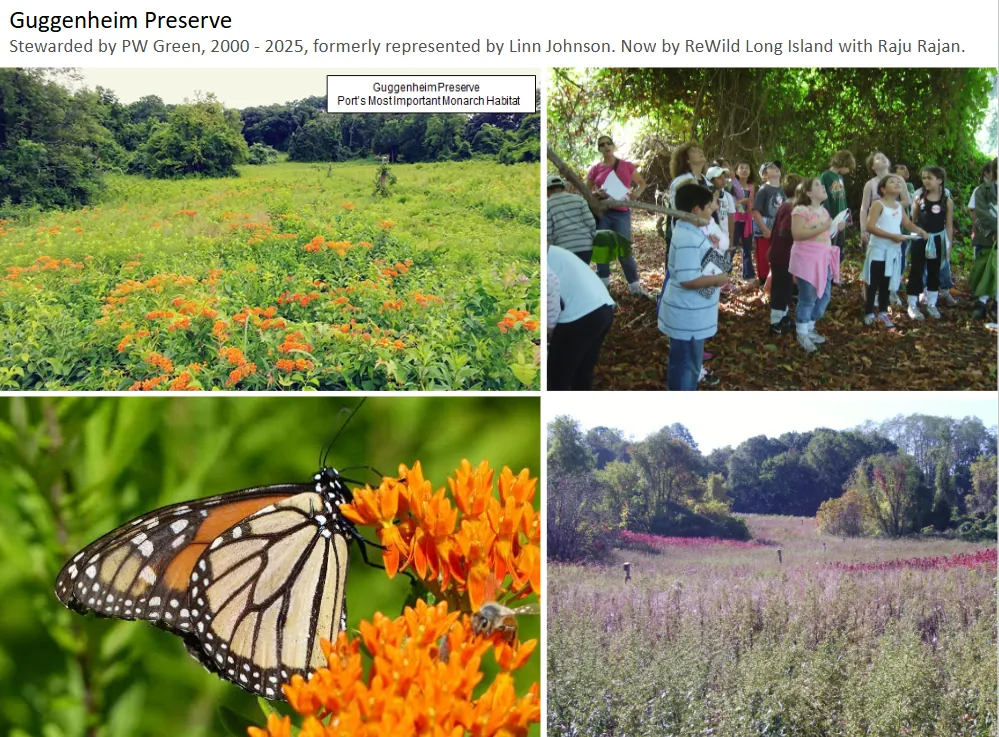 Guggenheim Preserve
Stewarded by PW Green, 2000 - 2025, formerly represented by Linn Johnson. Now by ReWild Long Island with Raju Rajan.
Guggenheim Preserve
Port's Most Important Monarch Habitat